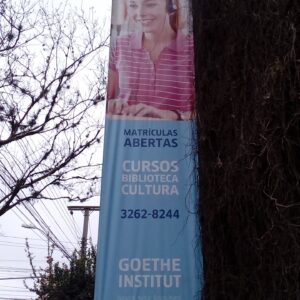 MATRÍCULAS
ABERTAS
CURSOS
BIBLIOTECA
CULTURA
3262-8244
GOETHE
INSTITUT